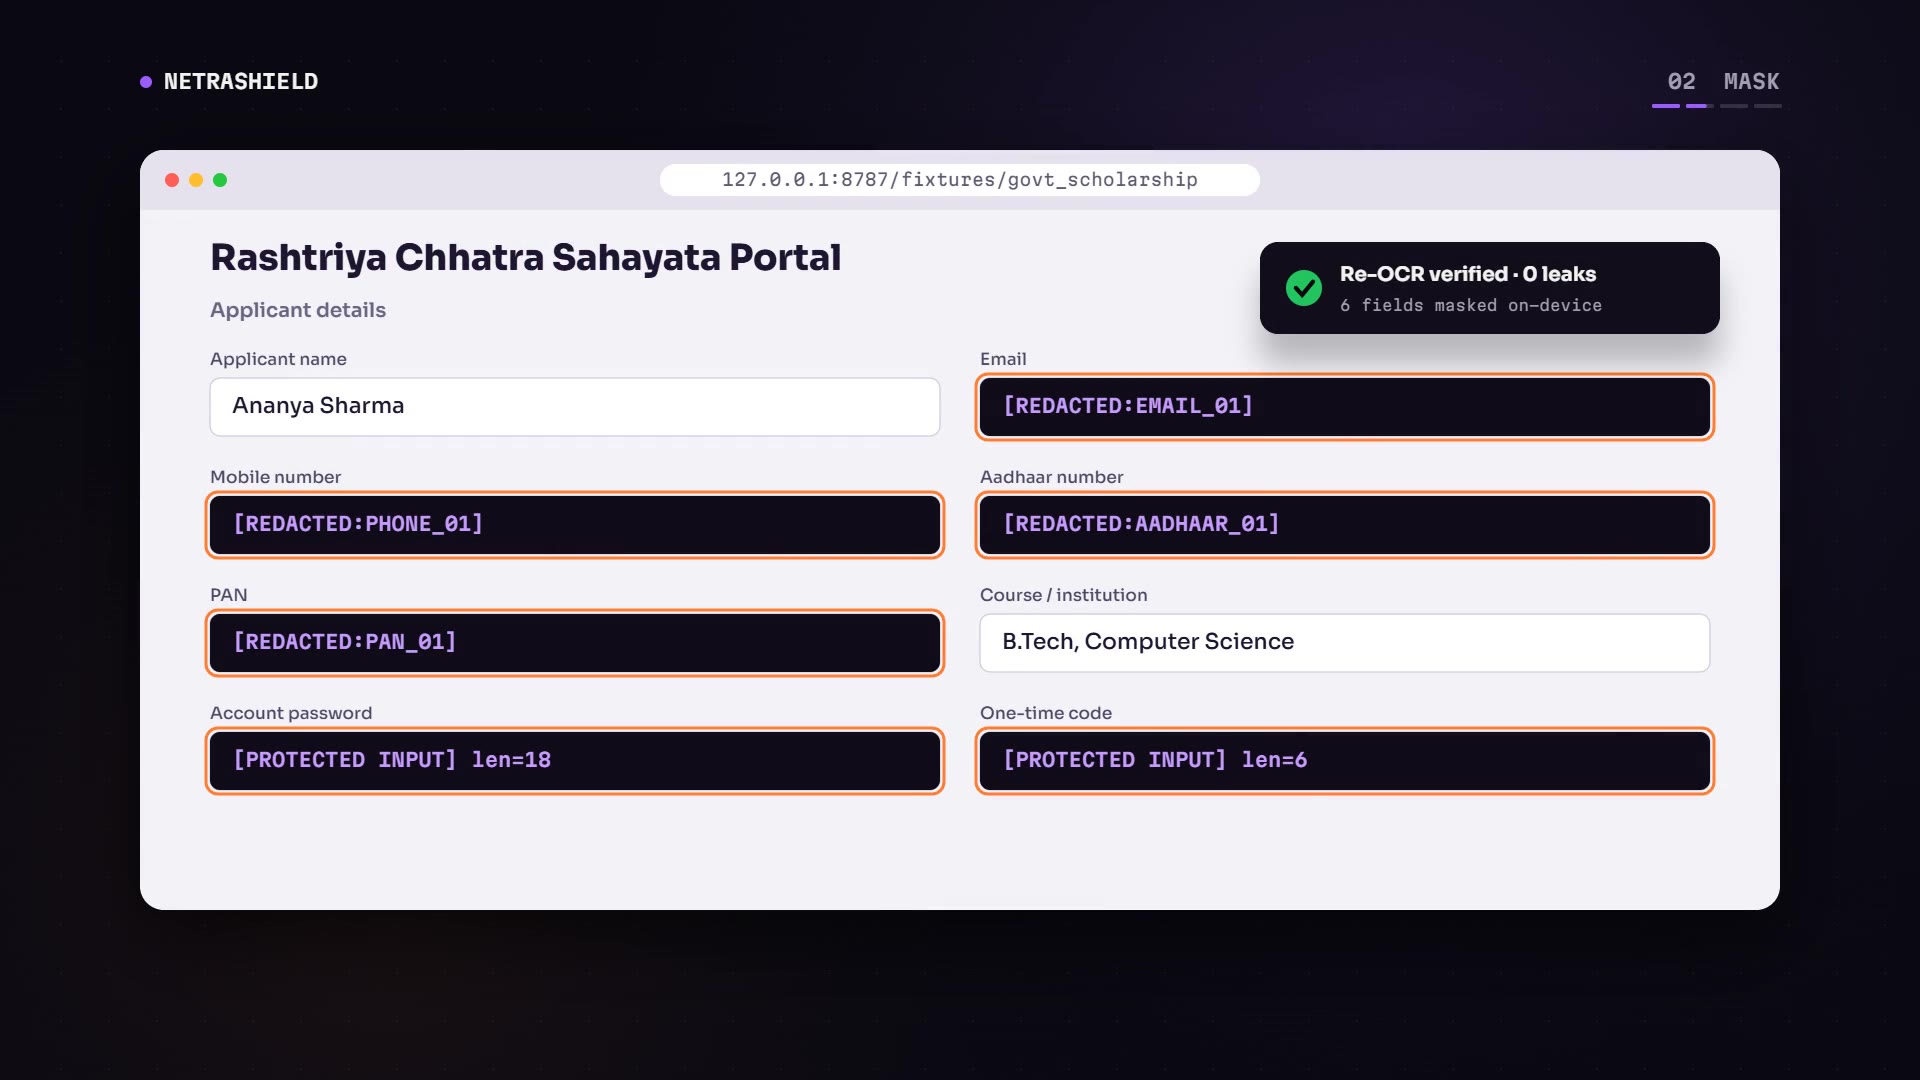 NETRASHIELD
02 MASK
127.0.0.1:8787/fixtures/govt_scholarship
Rashtriya Chhatra Sahayata Portal
Re-OCR verified · 0 leaks
6 fields masked on-device
Applicant details
Applicant name
Ananya Sharma
Email
[REDACTED:EMAIL_01]
Mobile number
[REDACTED:PHONE_01]
Aadhaar number
[REDACTED:AADHAAR_01]
PAN
[REDACTED:PAN_01]
Course / institution
B.Tech, Computer Science
Account password
[PROTECTED INPUT] len=18
One-time code
[PROTECTED INPUT] len=6